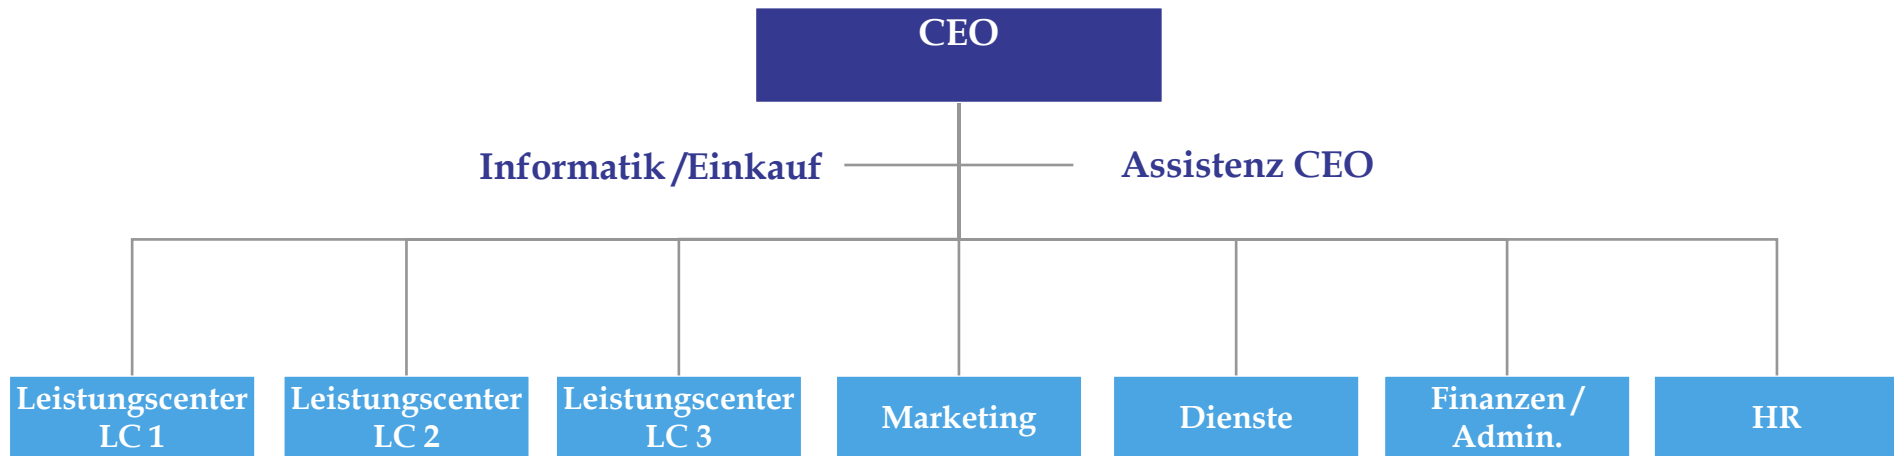 CEO
Informatik /Einkauf
Assistenz CEO
Leistungscenter
LC 1
Leistungscenter
LC 2
Leistungscenter
LC 3
Marketing
Dienste
Finanzen /
Admin.
HR